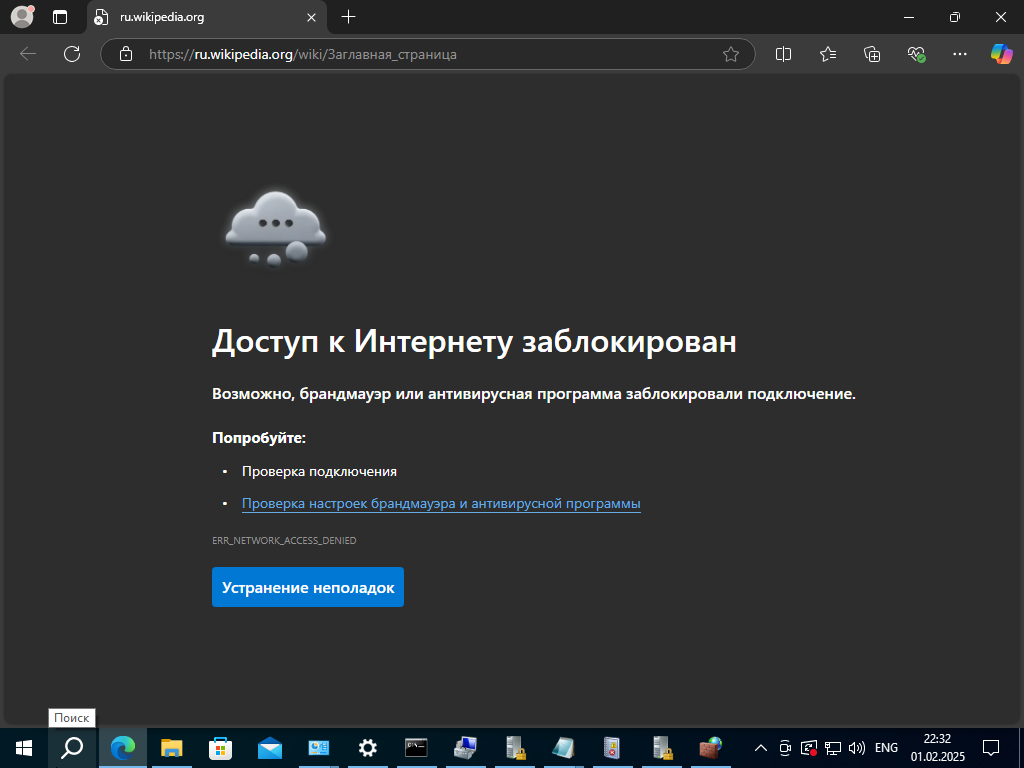 ru.wikipedia.org
https://ru.wikipedia.org/wiki/Заглавная_страница
Доступ к Интернету заблокирован
Возможно, брандмауэр или антивирусная программа заблокировали подключение.
Попробуйте:
• Проверка подключения
• Проверка настроек брандмауэра и антивирусной программы
ERR_NETWORK_ACCESS_DENIED
Устранение неполадок
Поиск
ENG
22:32
01.02.2025